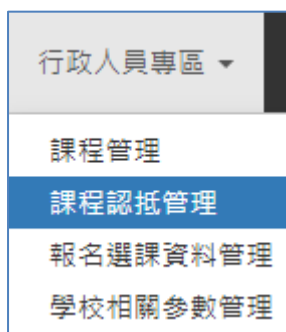 行政人員專區
課程管理
課程認抵管理
報名選課資料管理
學校相關參數管理